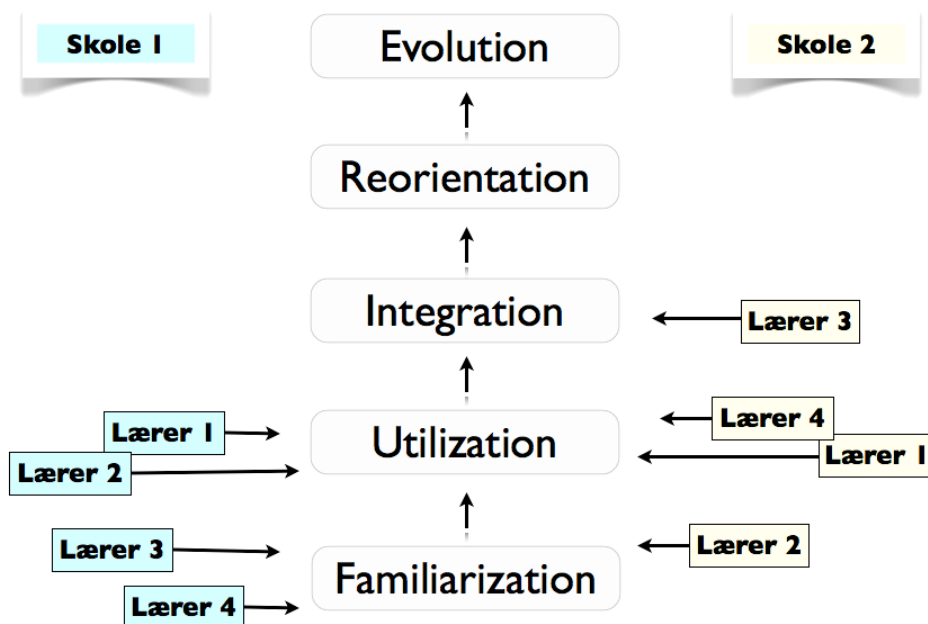 Skole 1
Evolution
Skole 2
Reorientation
Integration
Lærer 3
Lærer 1
Utilization
Lærer 4
Lærer 2
Lærer 1
Lærer 3
Familiarization
Lærer 2
Lærer 4